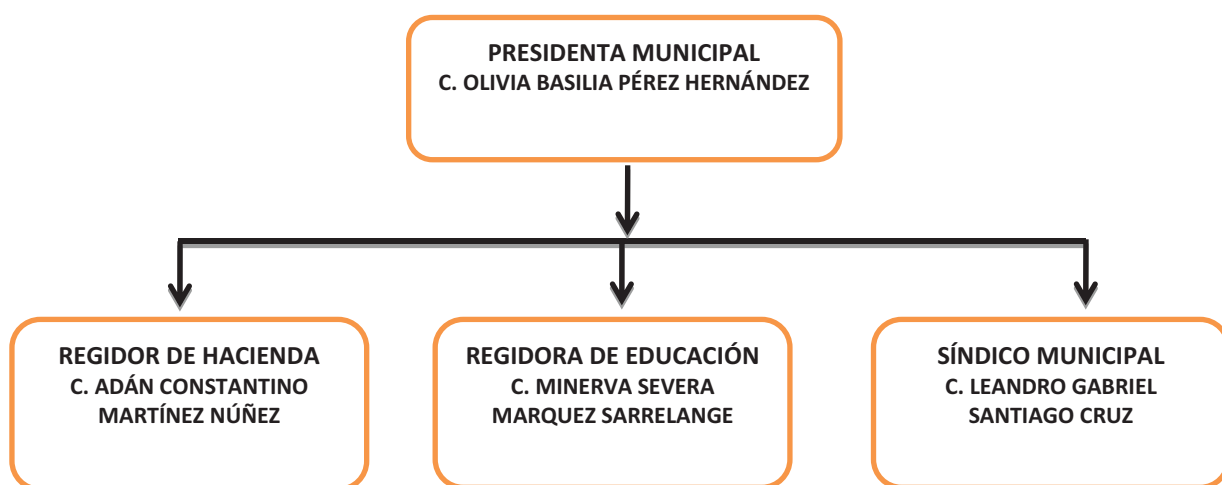 PRESIDENTA MUNICIPAL
C. OLIVIA BASILIA PÉREZ HERNÁNDEZ
REGIDOR DE HACIENDA
C. ADÁN CONSTANTINO
MARTÍNEZ NÚÑEZ
REGIDORA DE EDUCACIÓN
C. MINERVA SEVERA
MARQUEZ SARRELANGE
SÍNDICO MUNICIPAL
C. LEANDRO GABRIEL
SANTIAGO CRUZ